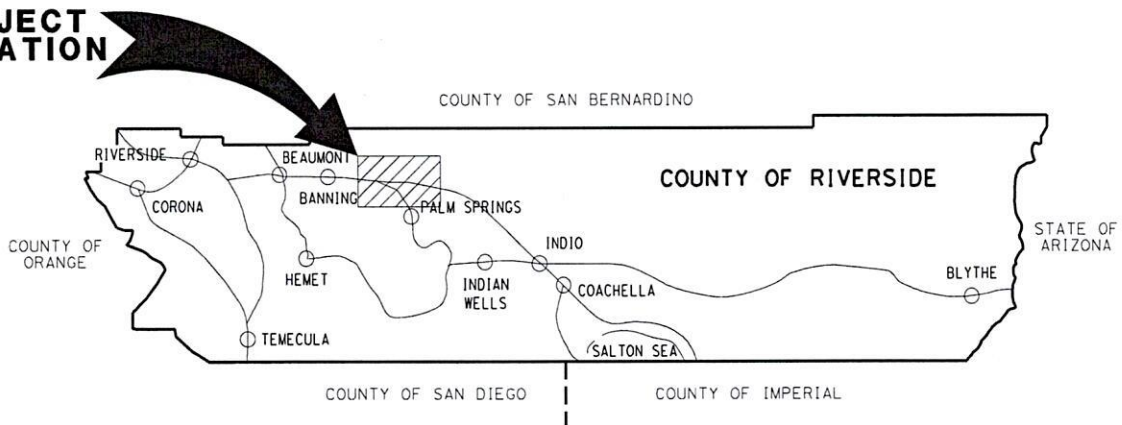 JECT
ATION
COUNTY OF SAN BERNARDINO
RIVERSIDE
BEAUMONT
COUNTY OF RIVERSIDE
BANNING
CORONA
PALM SPRINGS
STATE OF
ARIZONA
COUNTY OF
ORANGE
INDIO
HEMET
INDIAN
WELLS
COACHELLA
BLYTHE
TEMECULA
SALTON SEA
COUNTY OF SAN DIEGO
COUNTY OF IMPERIAL